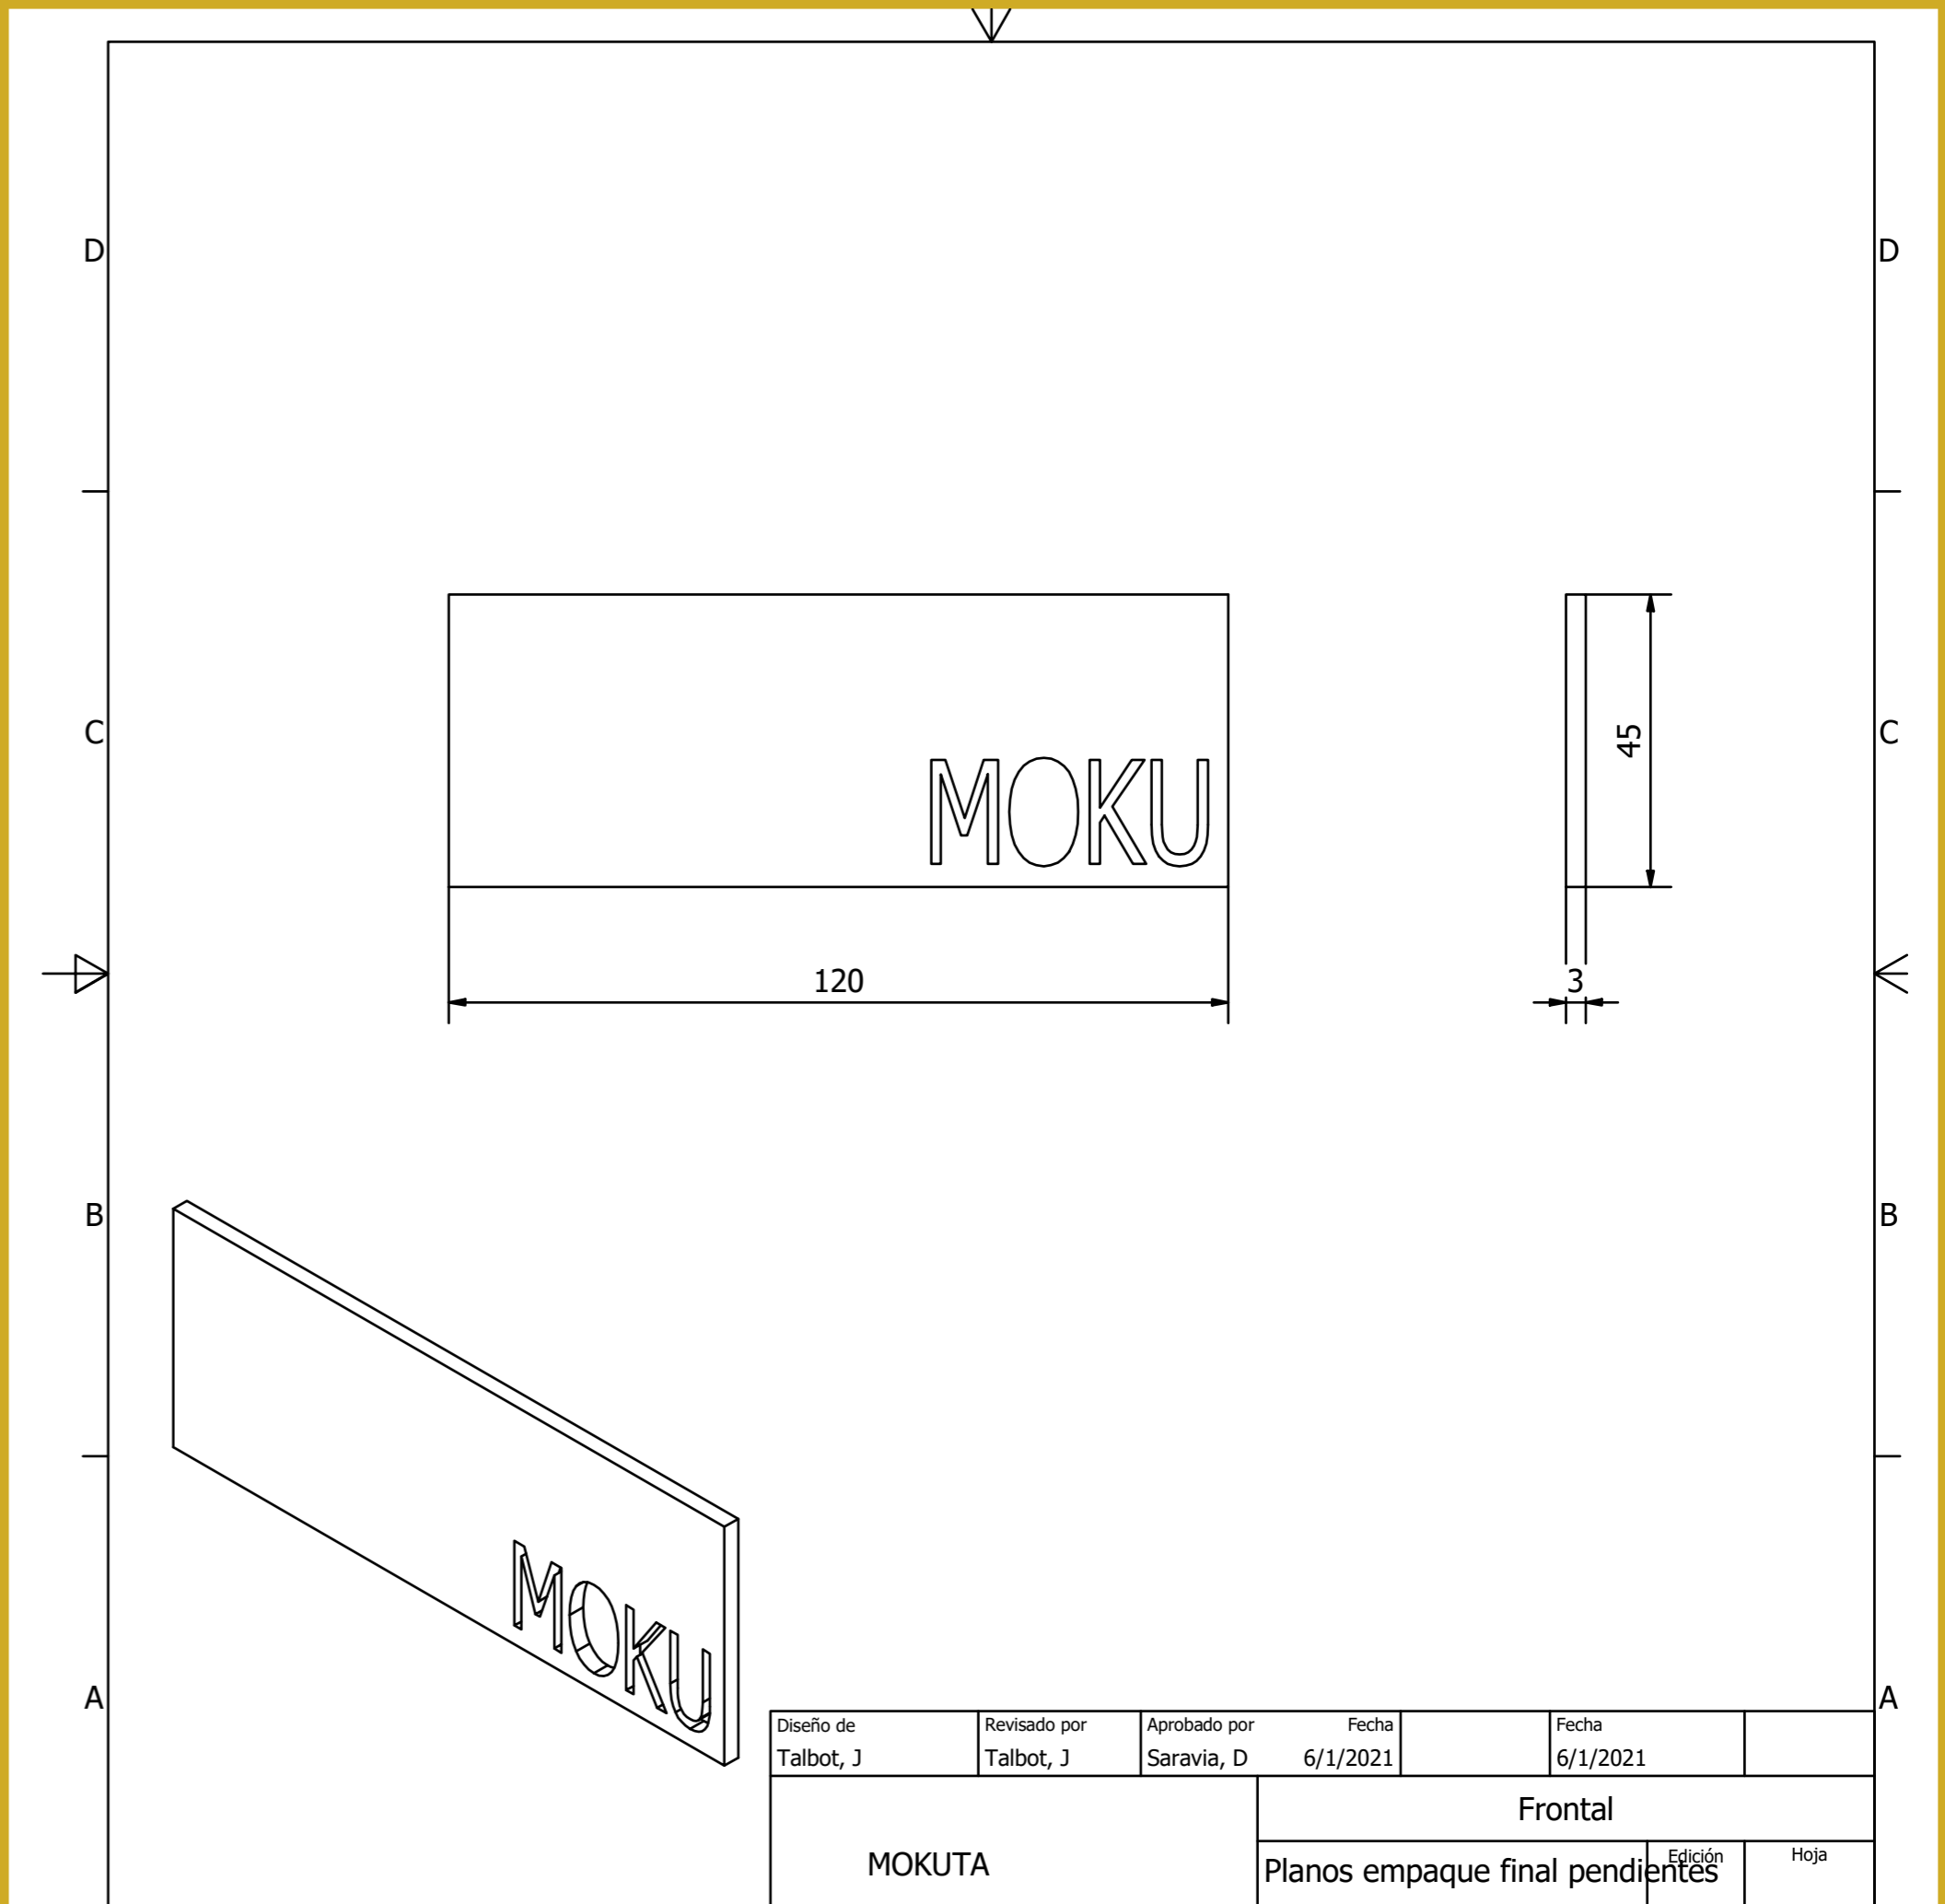 D D
C C
45
MOKU
120
3
B B
MOKU
A A
Diseño de Revisado por Aprobado por Fecha Fecha
Talbot, J Talbot, J Saravia, D 6/1/2021 6/1/2021
Frontal
MOKUTA
Planos empaque final pendientes
Edición Hoja